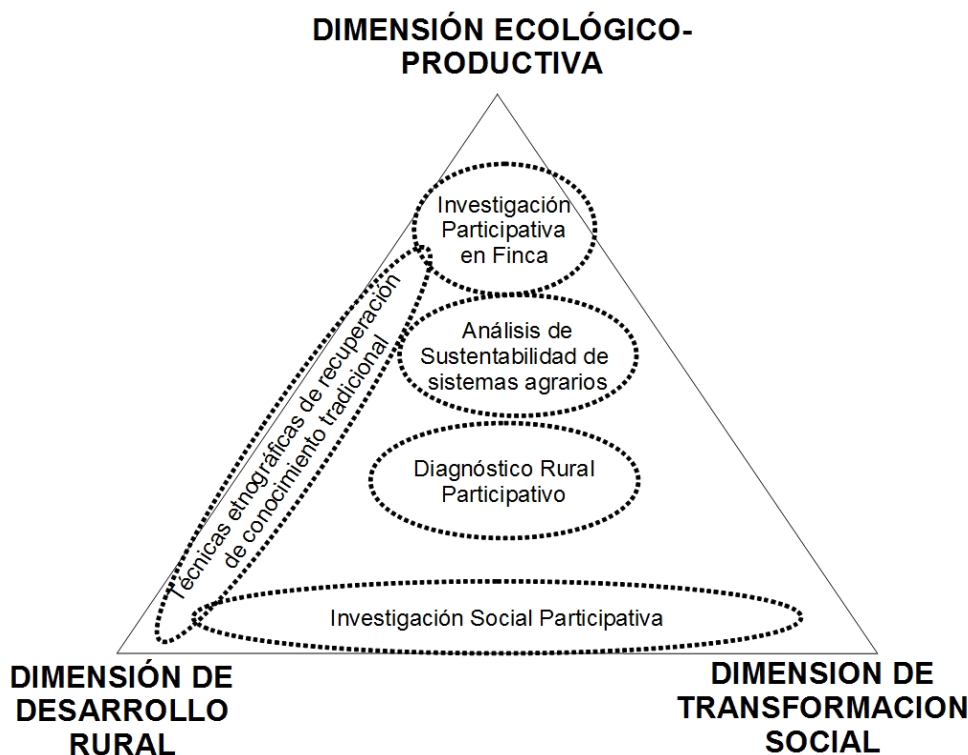 DIMENSIÓN ECOLÓGICO-
PRODUCTIVA
Investigación
Participativa
en Finca
Análisis de
Sustentabilidad de
sistemas agrarios
Técnicas etnográficas de recuperación
de conocimiento tradicional
Diagnóstico Rural
Participativo
Investigación Social Participativa
DIMENSIÓN DE
DESARROLLO
RURAL
DIMENSION DE
TRANSFORMACION
SOCIAL